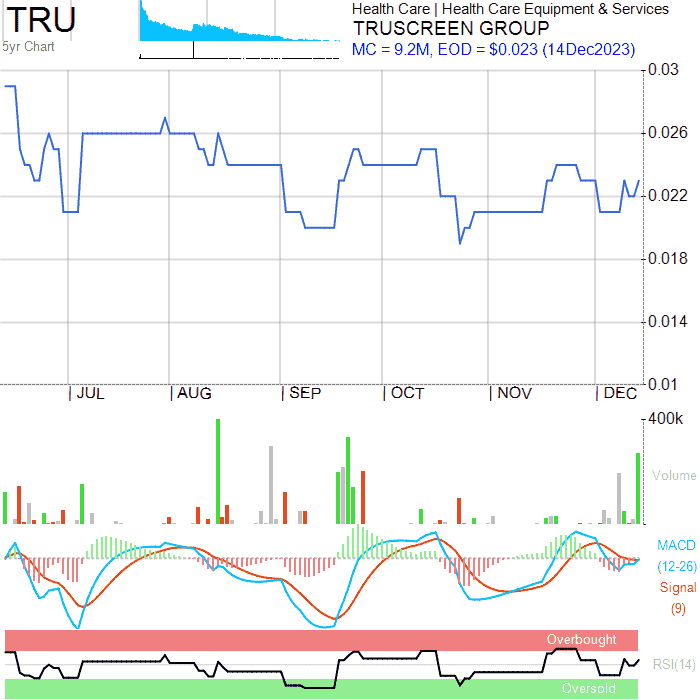 TRU
5yr Chart
Health Care | Health Care Equipment & Services
TRUSCREEN GROUP
MC = 9.2M, EOD = $0.023 (14Dec2023)
0.03
0.026
0.022
0.018
0.014
0.01
JUL AUG SEP OCT NOV DEC
400k
Volume
MACD
(12-26)
Signal
(9)
Overbought
RSI(14)
Oversold